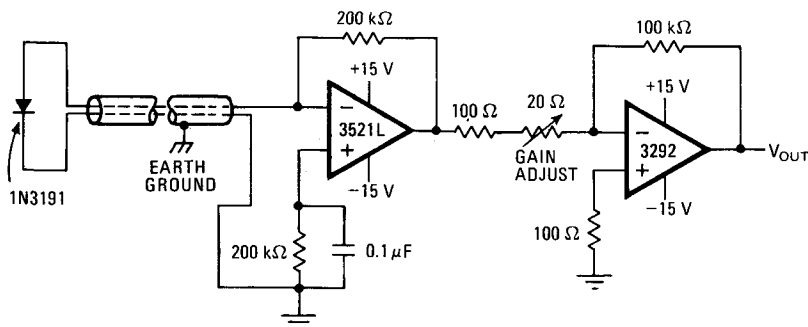 200 kΩ
100 kΩ
+15 V
+15 V
−
3521L
+
−15 V
100 Ω
20 Ω
GAIN
ADJUST
−
3292
+
−15 V
V_OUT
EARTH
GROUND
1N3191
200 kΩ
0.1 μF
100 Ω